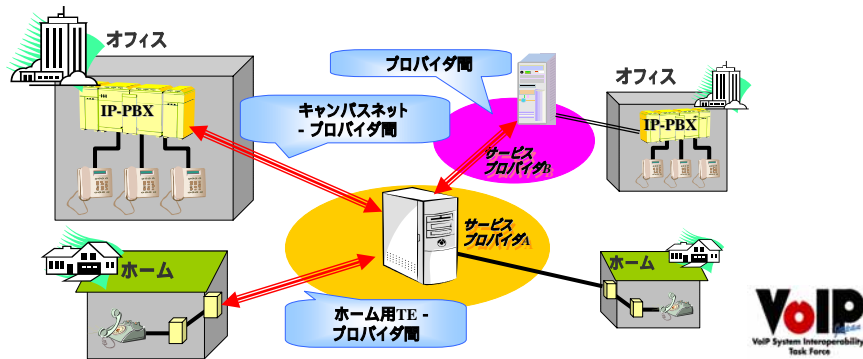 オフィス
IP-PBX
キャンパスネット
- プロバイダ間
プロバイダ間
サービス
プロバイダB
オフィス
IP-PBX
サービス
プロバイダA
ホーム
ホーム用TE -
プロバイダ間
ホーム
VoIP
Japan
VoIP System Interoperability
Task Force